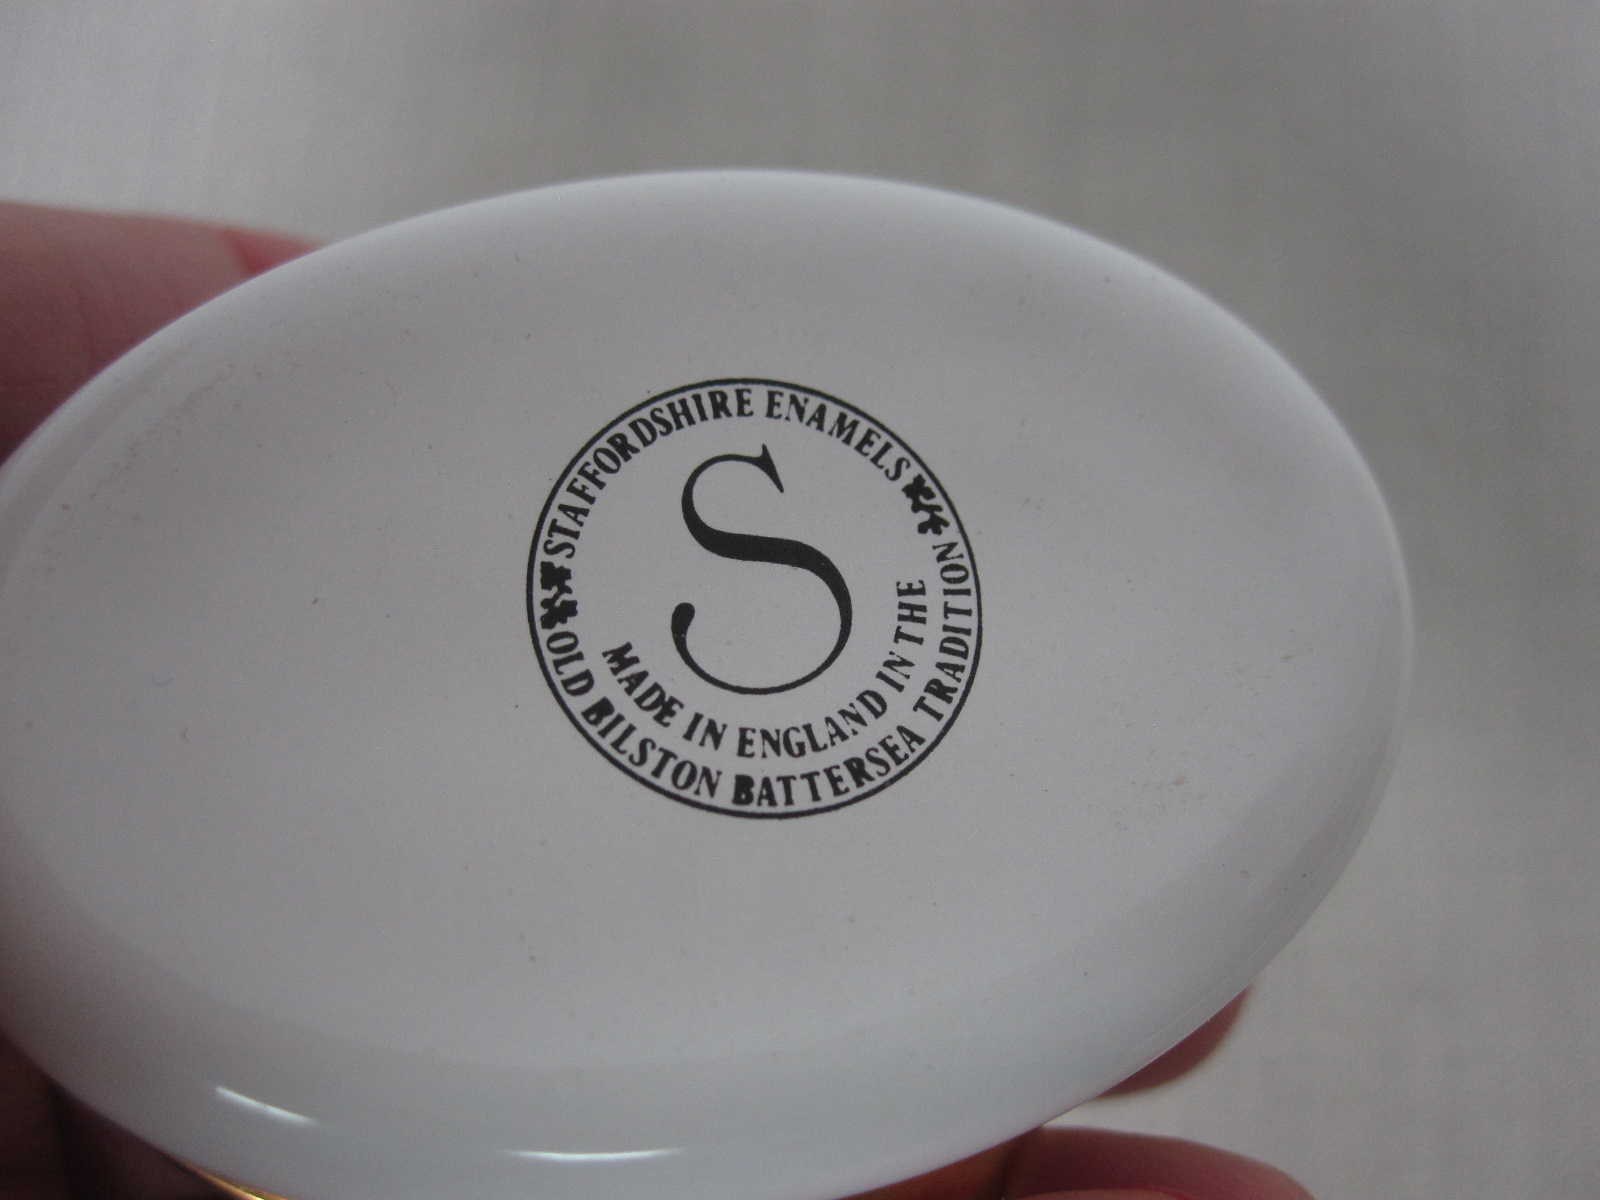 STAFFORDSHIRE ENAMELS
S
MADE IN ENGLAND IN THE
OLD BILSTON BATTERSEA TRADITION